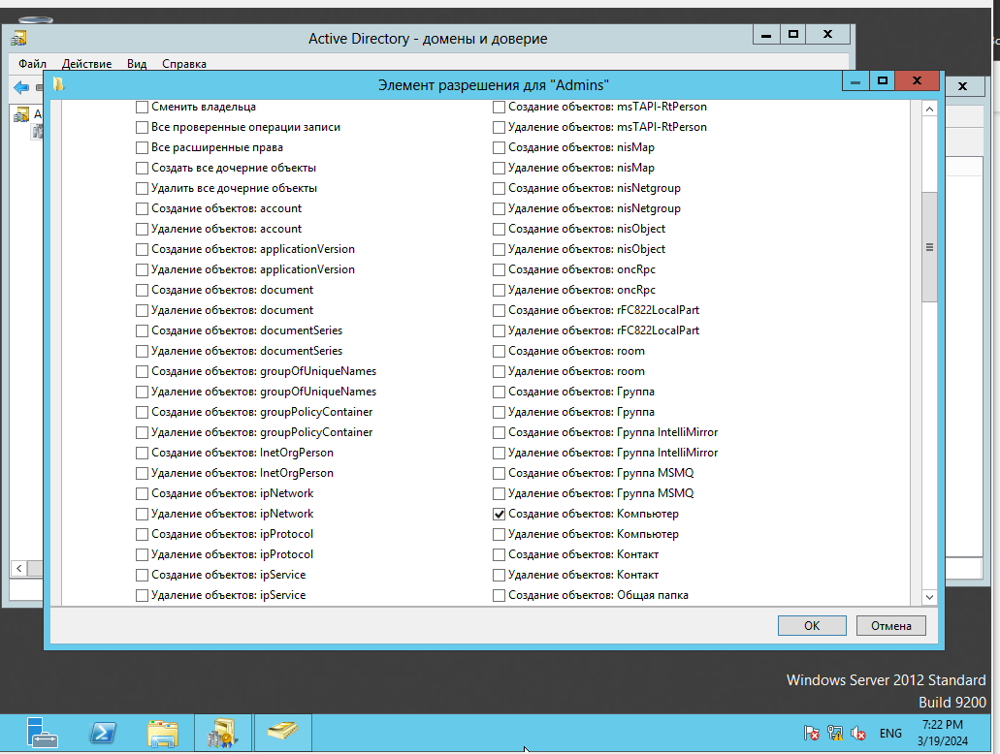 Active Directory - домены и доверие
Файл Действие Вид Справка
Элемент разрешения для "Admins"
А
Сменить владельца
Все проверенные операции записи
Все расширенные права
Создать все дочерние объекты
Удалить все дочерние объекты
Создание объектов: account
Удаление объектов: account
Создание объектов: applicationVersion
Удаление объектов: applicationVersion
Создание объектов: document
Удаление объектов: document
Создание объектов: documentSeries
Удаление объектов: documentSeries
Создание объектов: groupOfUniqueNames
Удаление объектов: groupOfUniqueNames
Создание объектов: groupPolicyContainer
Удаление объектов: groupPolicyContainer
Создание объектов: InetOrgPerson
Удаление объектов: InetOrgPerson
Создание объектов: ipNetwork
Удаление объектов: ipNetwork
Создание объектов: ipProtocol
Удаление объектов: ipProtocol
Создание объектов: ipService
Удаление объектов: ipService
Создание объектов: msTAPI-RtPerson
Удаление объектов: msTAPI-RtPerson
Создание объектов: nisMap
Удаление объектов: nisMap
Создание объектов: nisNetgroup
Удаление объектов: nisNetgroup
Создание объектов: nisObject
Удаление объектов: nisObject
Создание объектов: oncRpc
Удаление объектов: oncRpc
Создание объектов: rFC822LocalPart
Удаление объектов: rFC822LocalPart
Создание объектов: room
Удаление объектов: room
Создание объектов: Группа
Удаление объектов: Группа
Создание объектов: Группа IntelliMirror
Удаление объектов: Группа IntelliMirror
Создание объектов: Группа MSMQ
Удаление объектов: Группа MSMQ
Создание объектов: Компьютер
Удаление объектов: Компьютер
Создание объектов: Контакт
Удаление объектов: Контакт
Создание объектов: Общая папка
ОК Отмена
Windows Server 2012 Standard
Build 9200
ENG
7:22 PM
3/19/2024